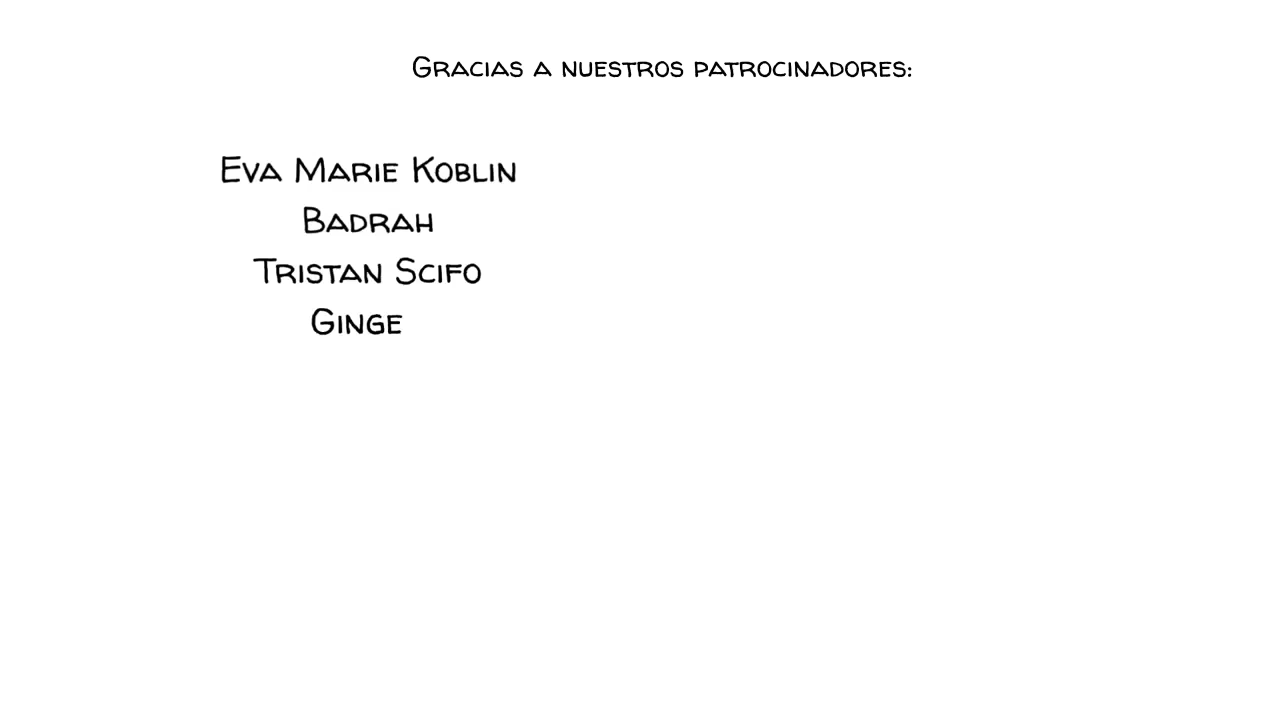 Gracias a nuestros patrocinadores:
Eva Marie Koblin
Badrah
Tristan Scifo
Ginge